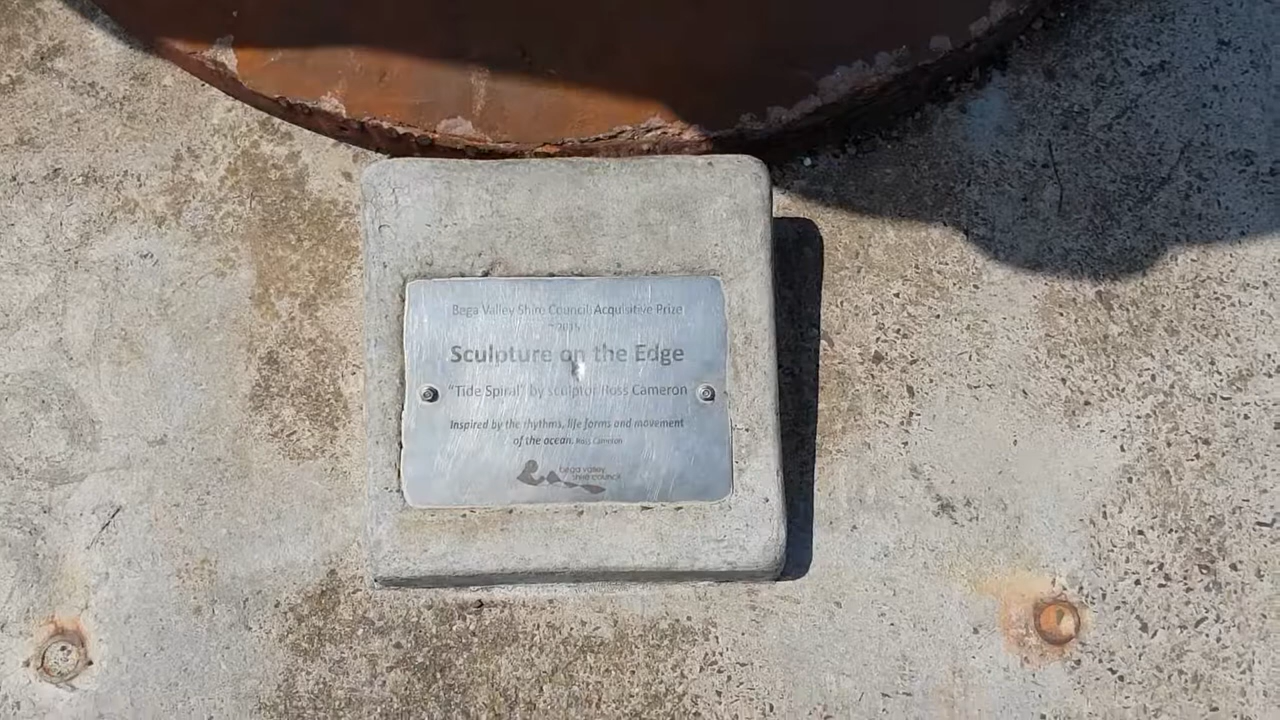 Bega Valley Shire Council Acquisitive Prize
Sculpture on the Edge
"Tide Spiral" by sculptor Ross Cameron
Inspired by the rhythms, life forms and movement
of the ocean. Ross Cameron
bega valley
shire council